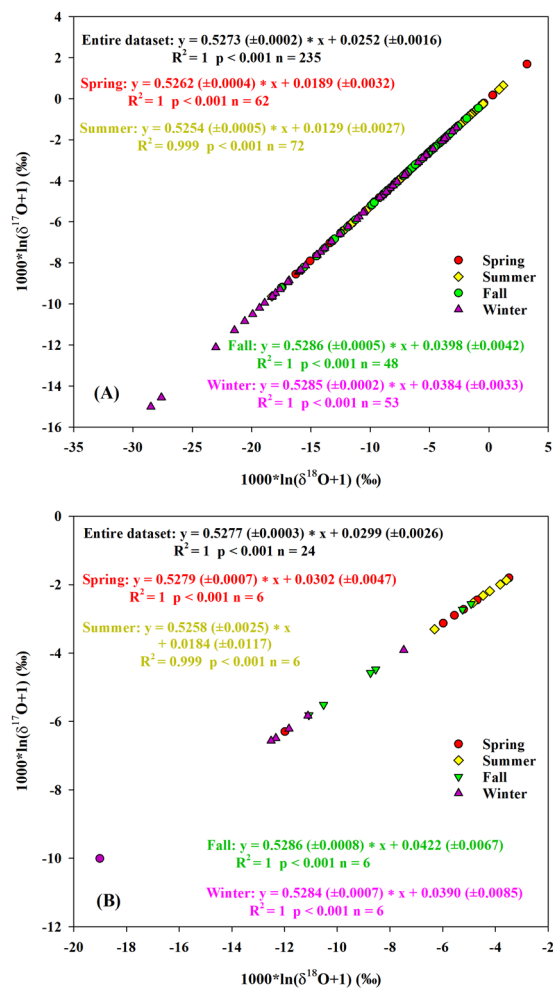 Entire dataset: y = 0.5273 (±0.0002) * x + 0.0252 (±0.0016)
R² = 1 p < 0.001 n = 235
Spring: y = 0.5262 (±0.0004) * x + 0.0189 (±0.0032)
R² = 1 p < 0.001 n = 62
Summer: y = 0.5254 (±0.0005) * x + 0.0129 (±0.0027)
R² = 0.999 p < 0.001 n = 72
Spring
Summer
Fall
Winter
Fall: y = 0.5286 (±0.0005) * x + 0.0398 (±0.0042)
R² = 1 p < 0.001 n = 48
Winter: y = 0.5285 (±0.0002) * x + 0.0384 (±0.0033)
R² = 1 p < 0.001 n = 53
(A)
4
2
0
-2
-4
-6
-8
-10
-12
-14
-16
1000*ln(δ¹⁷O+1) (‰)
-35 -30 -25 -20 -15 -10 -5 0 5
1000*ln(δ¹⁸O+1) (‰)
Entire dataset: y = 0.5277 (±0.0003) * x + 0.0299 (±0.0026)
R² = 1 p < 0.001 n = 24
Spring: y = 0.5279 (±0.0007) * x + 0.0302 (±0.0047)
R² = 1 p < 0.001 n = 6
Summer: y = 0.5258 (±0.0025) * x
+ 0.0184 (±0.0117)
R² = 0.999 p < 0.001 n = 6
Spring
Summer
Fall
Winter
Fall: y = 0.5286 (±0.0008) * x + 0.0422 (±0.0067)
R² = 1 p < 0.001 n = 6
Winter: y = 0.5284 (±0.0007) * x + 0.0390 (±0.0085)
R² = 1 p < 0.001 n = 6
(B)
0
-2
-4
-6
-8
-10
-12
1000*ln(δ¹⁷O+1) (‰)
-20 -18 -16 -14 -12 -10 -8 -6 -4 -2
1000*ln(δ¹⁸O+1) (‰)